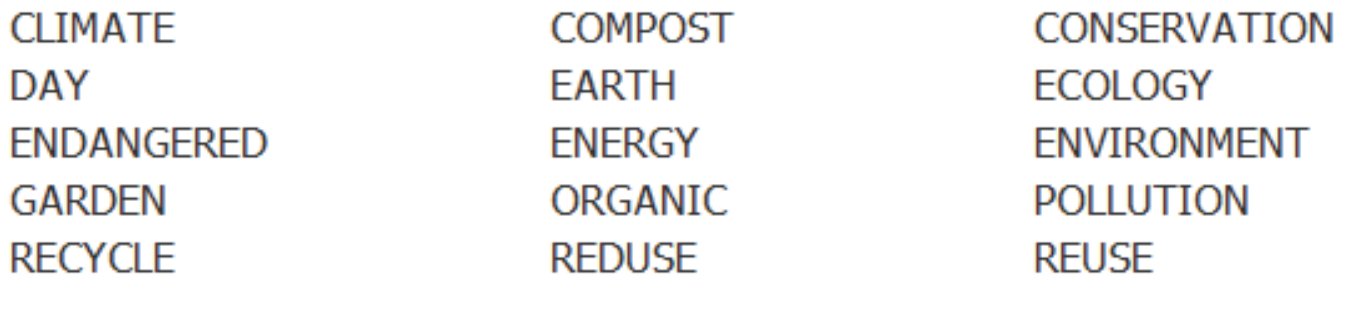 CLIMATE COMPOST CONSERVATION
DAY EARTH ECOLOGY
ENDANGERED ENERGY ENVIRONMENT
GARDEN ORGANIC POLLUTION
RECYCLE REDUSE REUSE